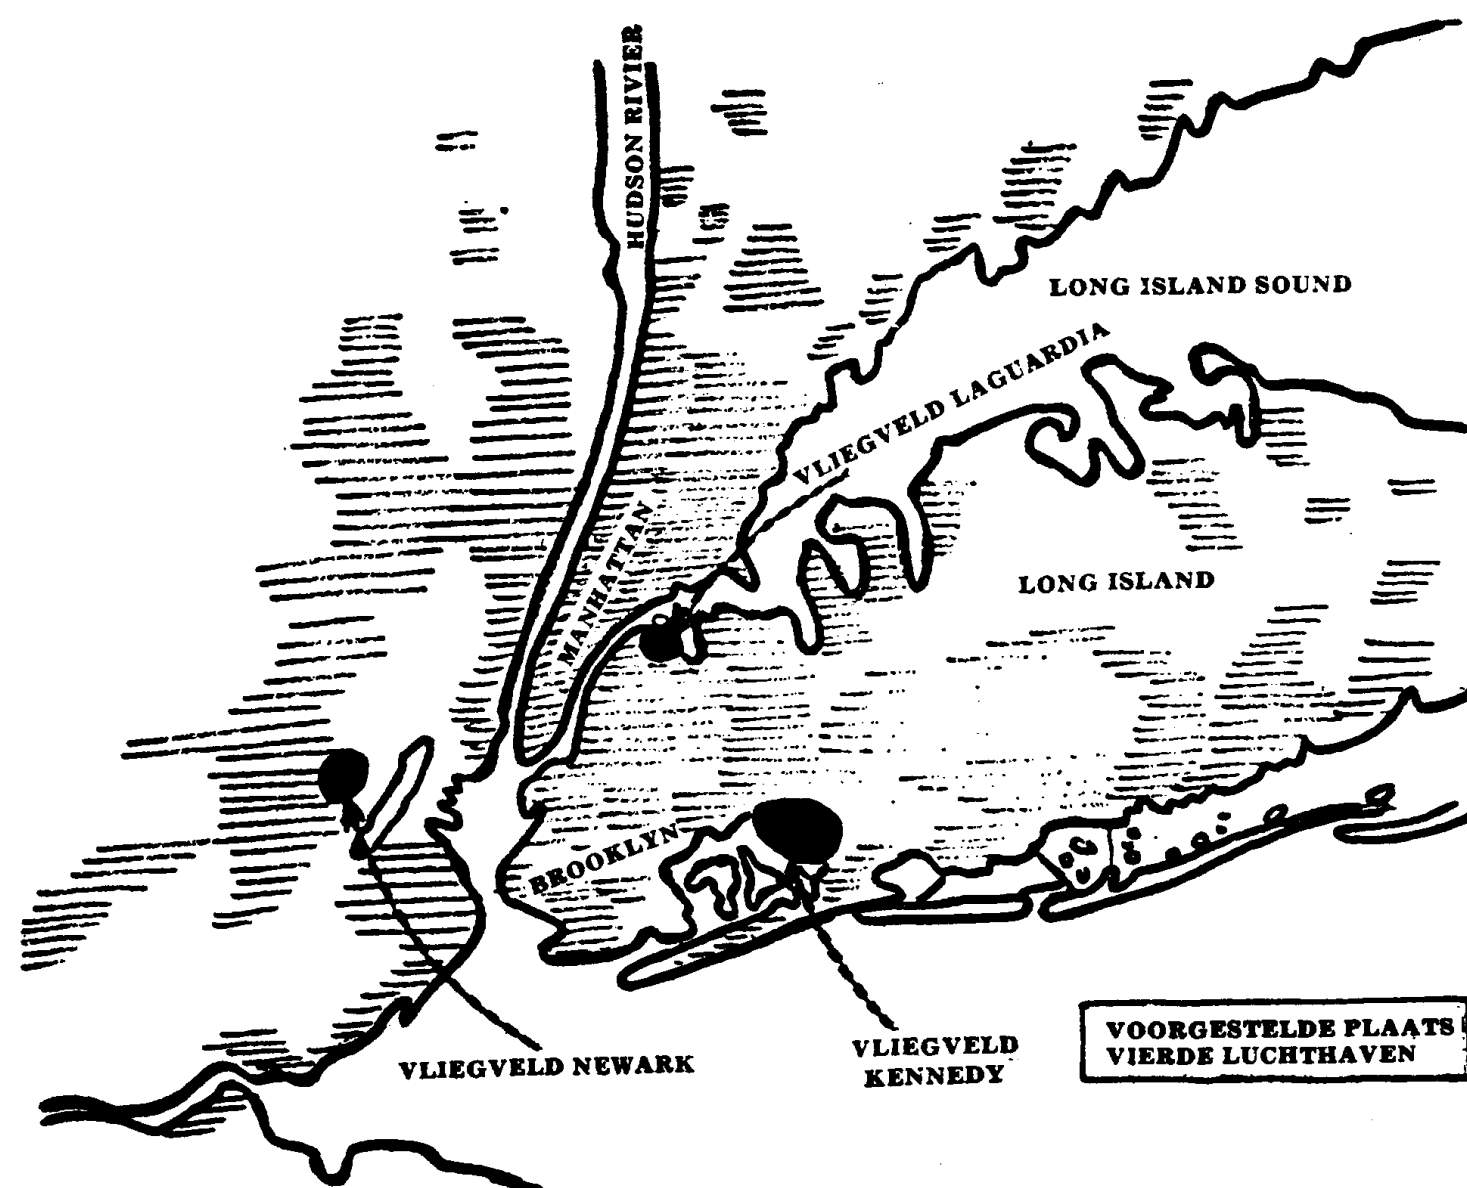 HUDSON RIVIER
LONG ISLAND SOUND
VLIEGVELD LAGUARDIA
MANHATTAN
LONG ISLAND
BROOKLYN
VLIEGVELD NEWARK
VLIEGVELD
KENNEDY
VOORGESTELDE PLAATS
VIERDE LUCHTHAVEN